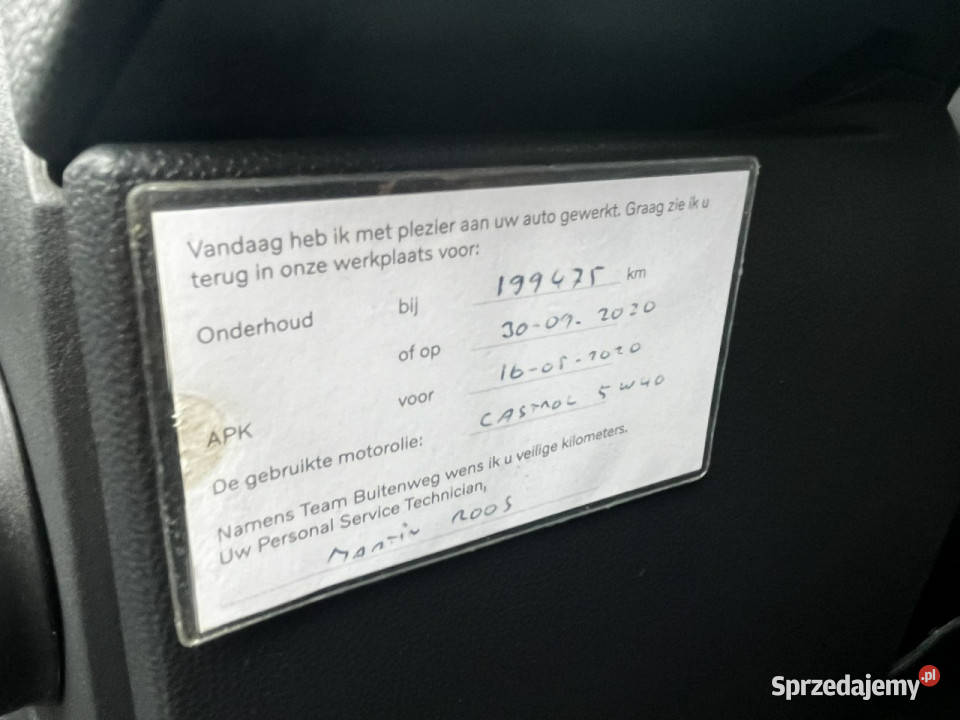 Vandaag heb ik met plezier aan uw auto gewerkt. Graag zie ik u
terug in onze werkplaats voor:
Onderhoud bij 199475 km
of op 30-09-2020
APK voor 16-05-2020
De gebruikte motorolie: CASTROL 5W40
Namens Team Buitenweg wens ik u veilige kilometers.
Uw Personal Service Technician,
MARTIN ROOS
Sprzedajemy.pl